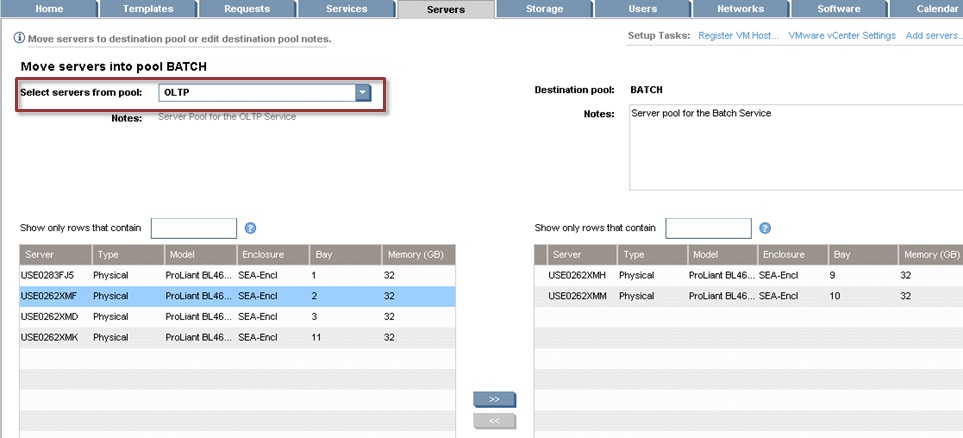 Home Templates Requests Services Servers Storage Users Networks Software Calendar
Move servers to destination pool or edit destination pool notes.
Setup Tasks: Register VM Host... VMware vCenter Settings Add servers..
Move servers into pool BATCH
Select servers from pool: OLTP
Notes: Server Pool for the OLTP Service
Destination pool: BATCH
Notes: Server pool for the Batch Service
Show only rows that contain ?
Server Type Model Enclosure Bay Memory (GB)
USE0283FJ5 Physical ProLiant BL46... SEA-Encl 1 32
USE0262XMF Physical ProLiant BL46... SEA-Encl 2 32
USE0262XMD Physical ProLiant BL46... SEA-Encl 3 32
USE0262XMK Physical ProLiant BL46... SEA-Encl 11 32
>>
<<
Show only rows that contain ?
Server Type Model Enclosure Bay Memory (GB)
USE0262XMH Physical ProLiant BL46... SEA-Encl 9 32
USE0262XMM Physical ProLiant BL46... SEA-Encl 10 32